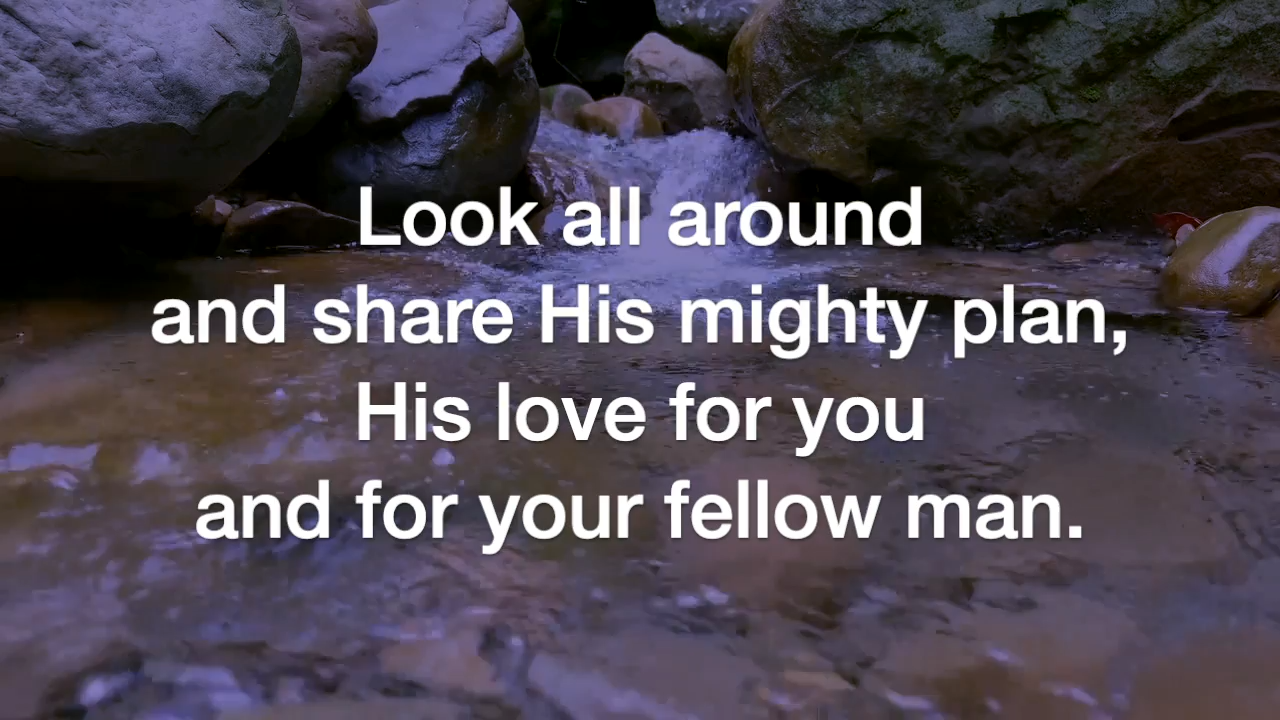 Look all around
and share His mighty plan,
His love for you
and for your fellow man.